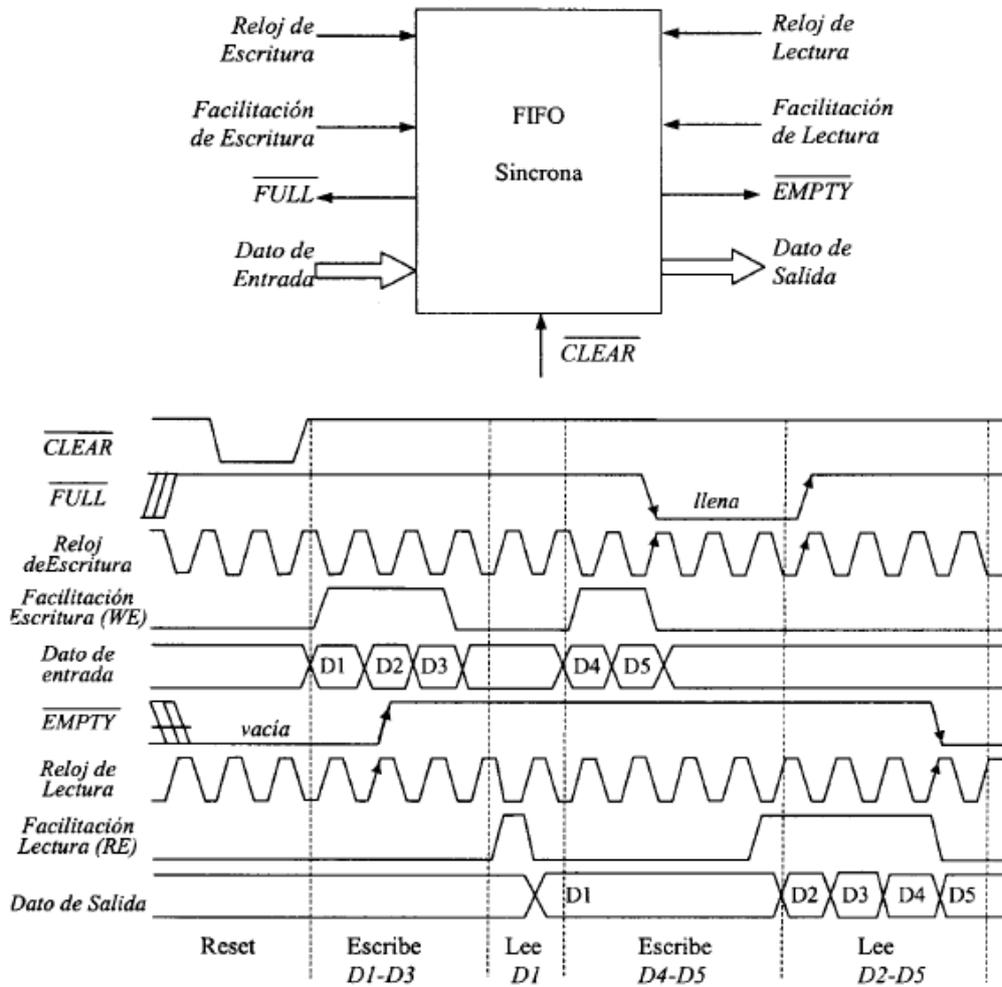 Reloj de
Escritura
Reloj de
Lectura
Facilitación
de Escritura
FIFO
Sincrona
Facilitación
de Lectura
FULL
EMPTY
Dato de
Entrada
Dato de
Salida
CLEAR
CLEAR
FULL
llena
Reloj
deEscritura
Facilitación
Escritura (WE)
Dato de
entrada
D1 D2 D3 D4 D5
EMPTY
vacía
Reloj de
Lectura
Facilitación
Lectura (RE)
Dato de Salida
D1 D2 D3 D4 D5
Reset Escribe Lee Escribe Lee
D1-D3 D1 D4-D5 D2-D5